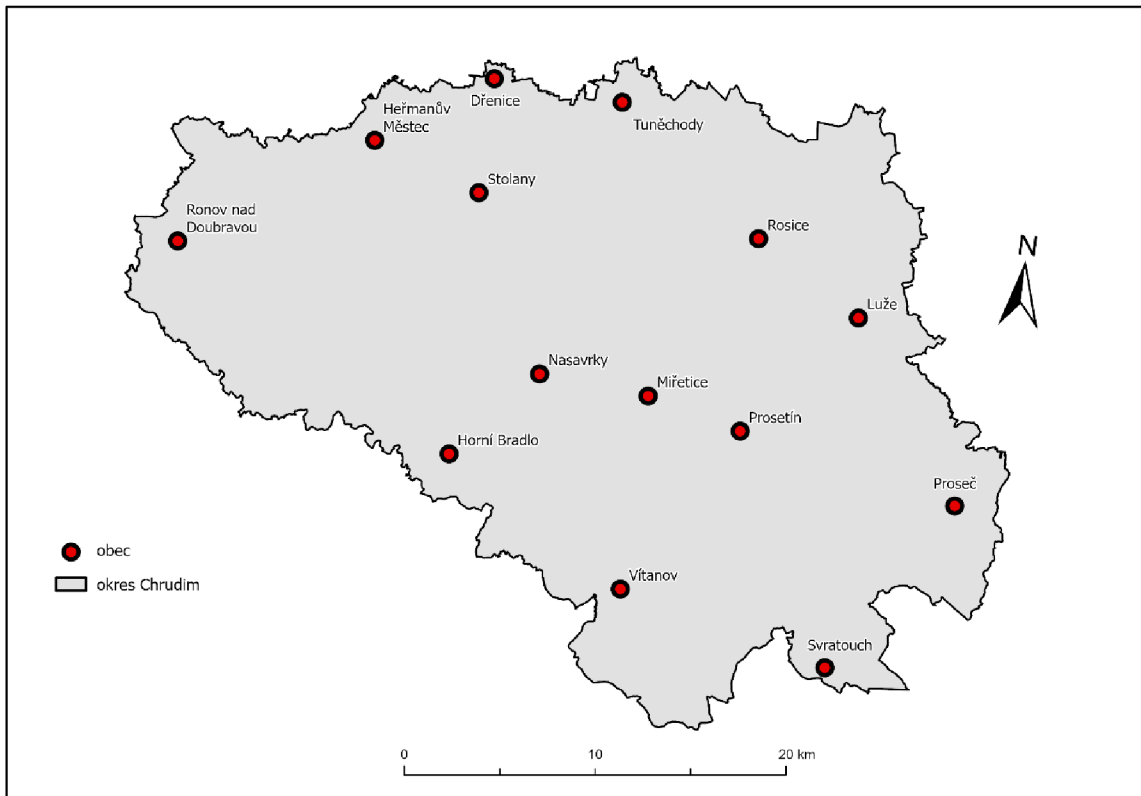 Dřenice
Heřmanův
Městec
Tuněchody
Stolany
Ronov nad
Doubravou
Rosice
N
Luže
Nasavrky
Miřetice
Prosetín
Horní Bradlo
Proseč
obec
Vítanov
okres Chrudim
Svratouch
0 10 20 km